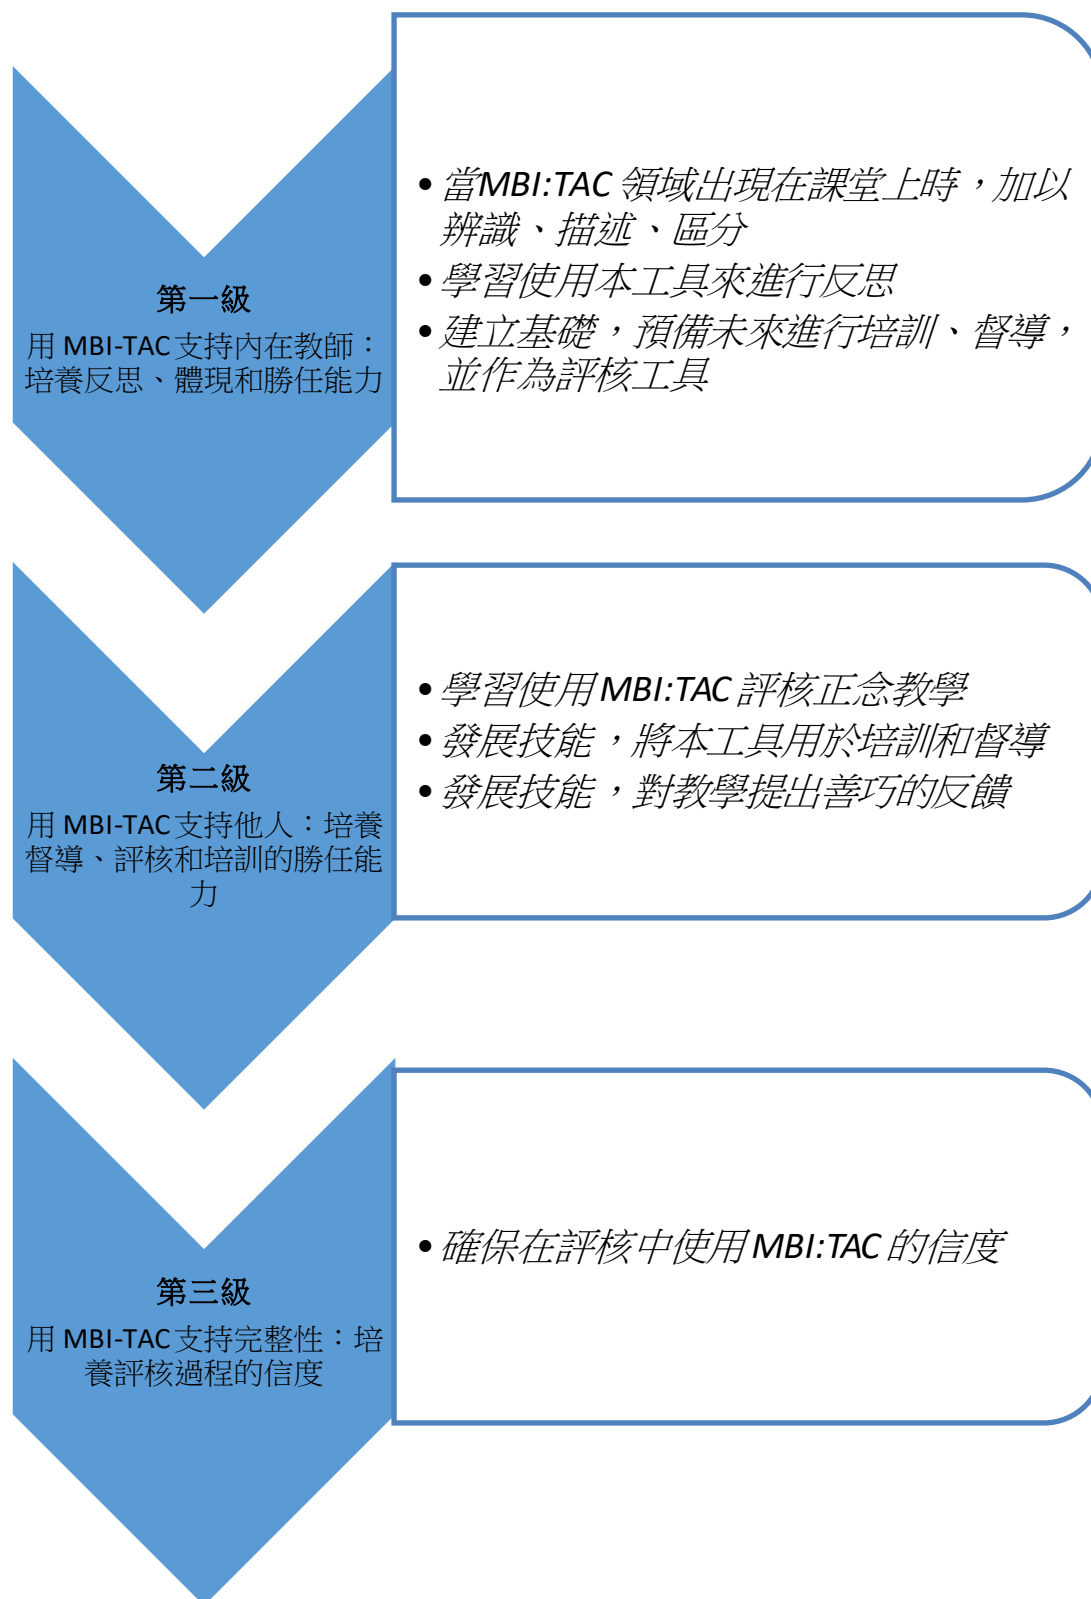 第一級
用 MBI-TAC 支持內在教師：
培養反思、體現和勝任能力
• 當MBI:TAC 領域出現在課堂上時，加以
辨識、描述、區分
• 學習使用本工具來進行反思
• 建立基礎，預備未來進行培訓、督導，
並作為評核工具
第二級
用 MBI-TAC 支持他人：培養
督導、評核和培訓的勝任能
力
• 學習使用 MBI:TAC 評核正念教學
• 發展技能，將本工具用於培訓和督導
• 發展技能，對教學提出善巧的反饋
第三級
用 MBI-TAC 支持完整性：培
養評核過程的信度
• 確保在評核中使用 MBI:TAC 的信度